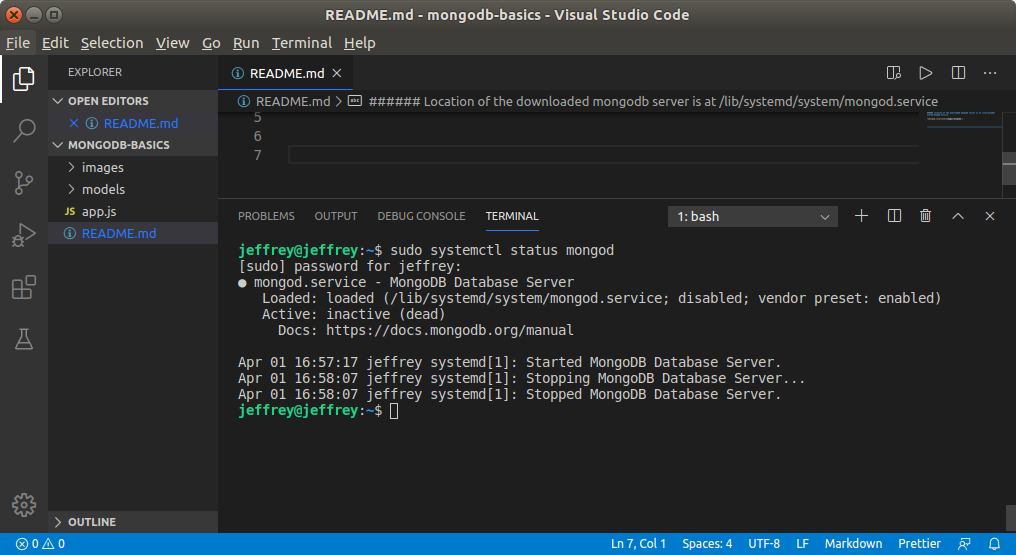 README.md - mongodb-basics - Visual Studio Code
File Edit Selection View Go Run Terminal Help
EXPLORER
README.md
OPEN EDITORS
README.md
MONGODB-BASICS
images
models
JS app.js
README.md
OUTLINE
README.md > abc ###### Location of the downloaded mongodb server is at /lib/systemd/system/mongod.service
5
6
7
PROBLEMS OUTPUT DEBUG CONSOLE TERMINAL 1: bash
jeffrey@jeffrey:~$ sudo systemctl status mongod
[sudo] password for jeffrey:
● mongod.service - MongoDB Database Server
Loaded: loaded (/lib/systemd/system/mongod.service; disabled; vendor preset: enabled)
Active: inactive (dead)
Docs: https://docs.mongodb.org/manual
Apr 01 16:57:17 jeffrey systemd[1]: Started MongoDB Database Server.
Apr 01 16:58:07 jeffrey systemd[1]: Stopping MongoDB Database Server...
Apr 01 16:58:07 jeffrey systemd[1]: Stopped MongoDB Database Server.
jeffrey@jeffrey:~$
0 0 Ln 7, Col 1 Spaces: 4 UTF-8 LF Markdown Prettier